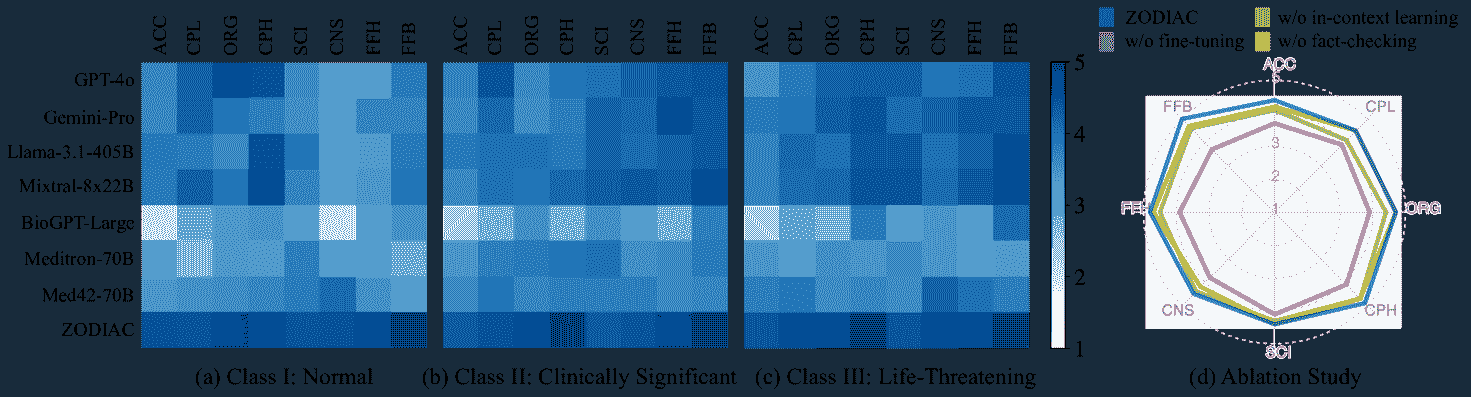 ACC CPL ORG CPH SCI CNS FFH FFB
ACC CPL ORG CPH SCI CNS FFH FFB
ACC CPL ORG CPH SCI CNS FFH FFB
GPT-4o
Gemini-Pro
Llama-3.1-405B
Mixtral-8x22B
BioGPT-Large
Meditron-70B
Med42-70B
ZODIAC
5
4
3
2
1
(a) Class I: Normal
(b) Class II: Clinically Significant
(c) Class III: Life-Threatening
ZODIAC
w/o fine-tuning
w/o in-context learning
w/o fact-checking
ACC
5
FFB
CPL
3
2
1
ORG
CNS
CPH
SCI
(d) Ablation Study